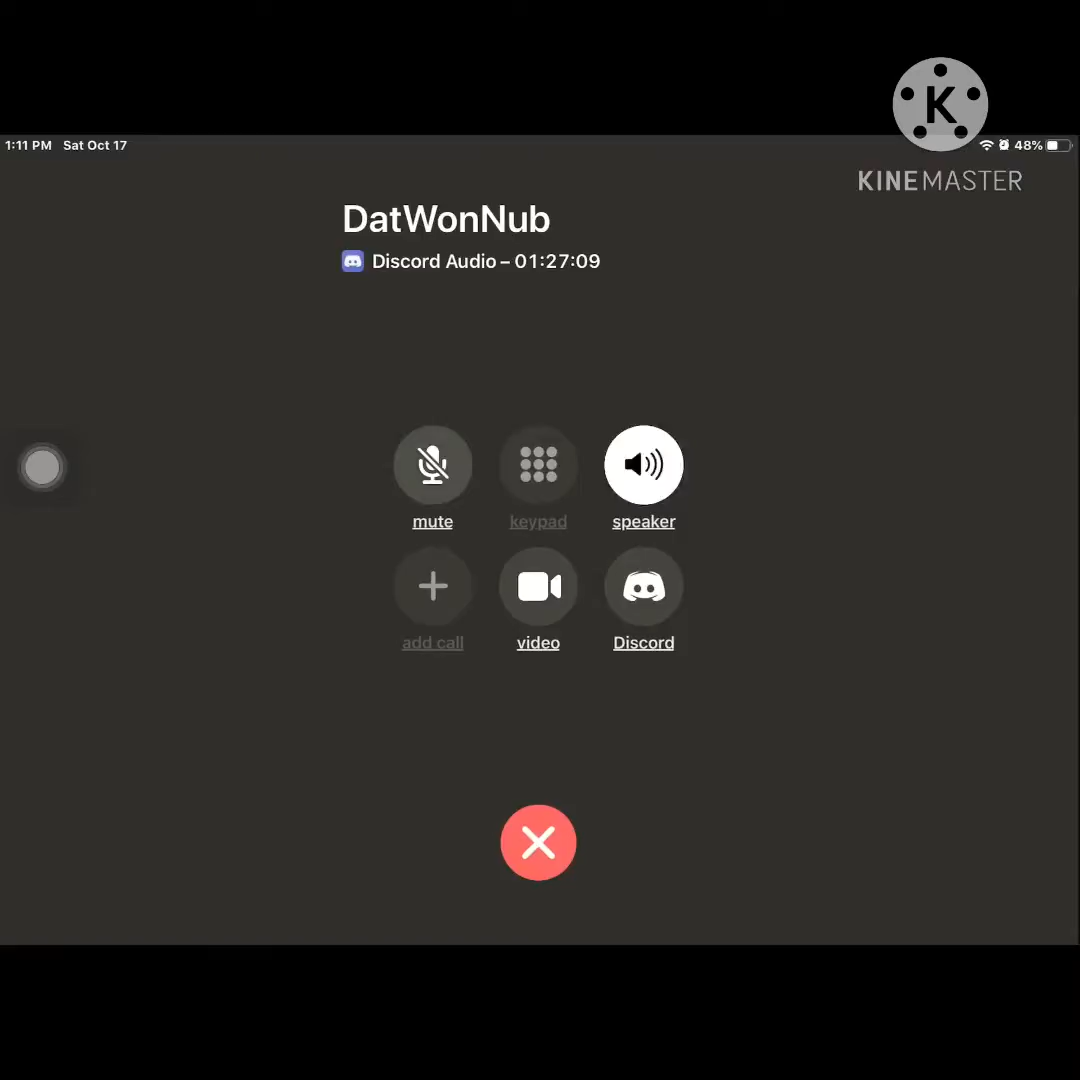 K
KINEMASTER
1:11 PM Sat Oct 17
48%
DatWonNub
Discord Audio – 01:27:09
mute
keypad
speaker
add call
video
Discord